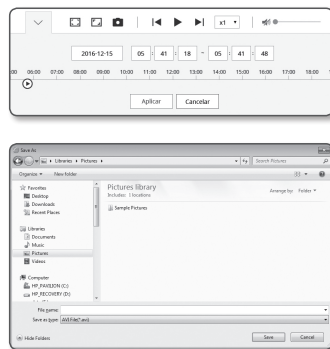 x1
2016-12-15 05 : 41 : 18 - 05 : 41 : 48
00 06:00 07:00 08:00 09:00 10:00 11:00 12:00 13:00 14:00 15:00 16:00 17:00 18:00
Aplicar Cancelar
Save As
Libraries Pictures Search Pictures
Organize New folder
Favorites
Desktop
Downloads
Recent Places
Libraries
Documents
Music
Pictures
Videos
Computer
HP_PAVILION (C:)
HP_RECOVERY (D:)
Pictures library
Includes: 1 locations
Arrange by: Folder
Sample Pictures
File name:
Save as type: AVI File(*.avi)
Hide Folders Save Cancel